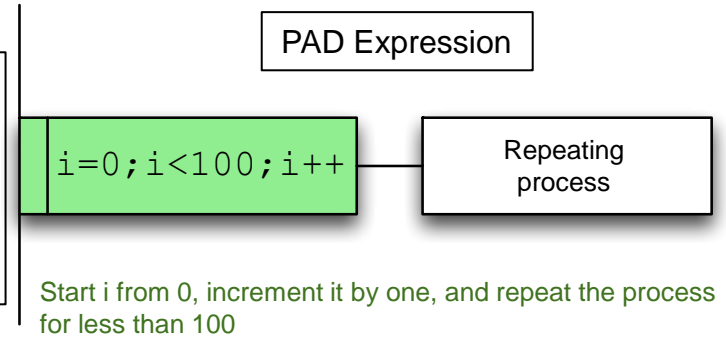 PAD Expression
i=0;i<100;i++
Repeating
process
Start i from 0, increment it by one, and repeat the process
for less than 100